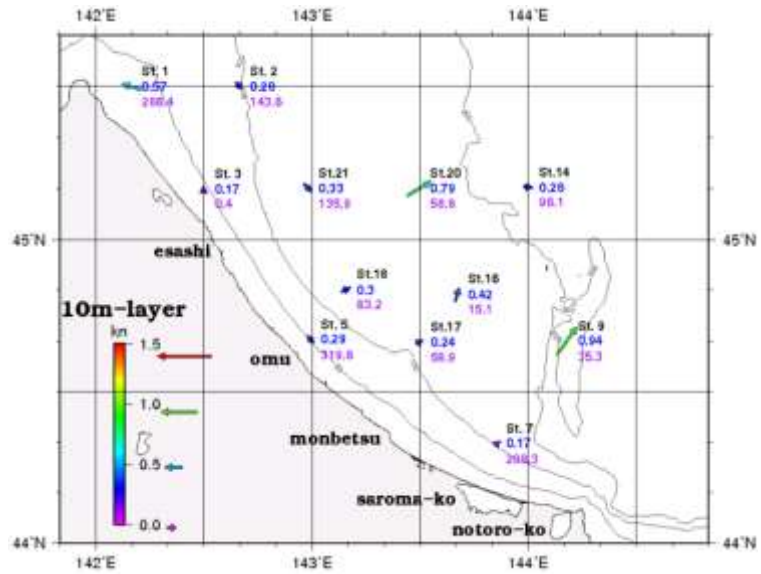 142°E 143°E 144°E
St. 1
0.57
288.4
St. 2
0.28
143.8
St. 3
0.17
0.4
St.21
0.33
135.9
St.20
0.79
58.8
St.14
0.28
96.1
45°N 45°N
esashi
St.18
0.3
83.2
St.16
0.42
15.1
10m-layer
kn
1.5
1.0
0.5
0.0
St. 5
0.29
319.8
St.17
0.24
St. 9
0.94
35.3
omu
St. 7
0.17
298.3
monbetsu
saroma-ko
notoro-ko
44°N 44°N
142°E 143°E 144°E